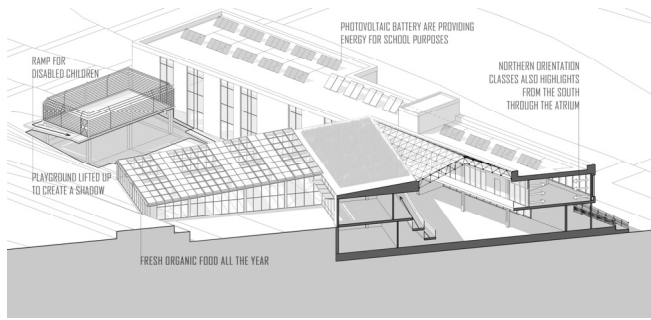 PHOTOVOLTAIC BATTERY ARE PROVIDING
ENERGY FOR SCHOOL PURPOSES
RAMP FOR
DISABLED CHILDREN
NORTHERN ORIENTATION
CLASSES ALSO HIGHLIGHTS
FROM THE SOUTH
THROUGH THE ATRIUM
PLAYGROUND LIFTED UP
TO CREATE A SHADOW
FRESH ORGANIC FOOD ALL THE YEAR